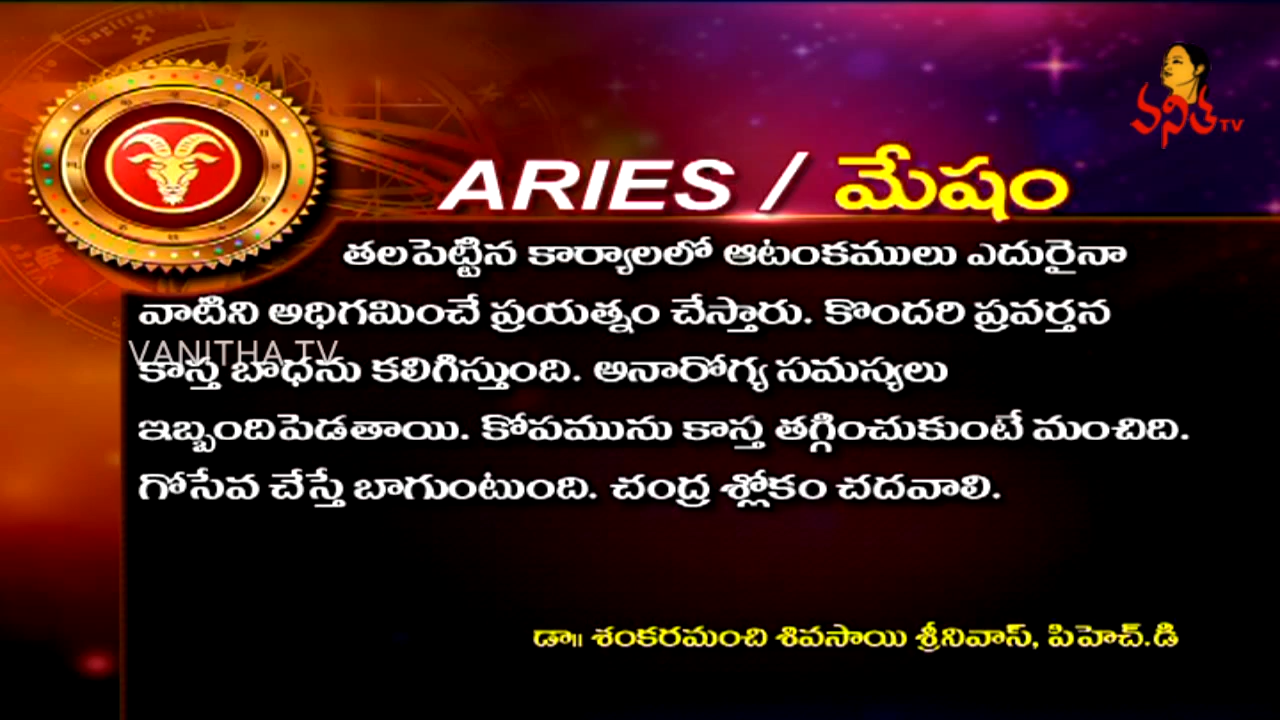 వనిత TV
ARIES / మేషం
తలపెట్టిన కార్యాలలో ఆటంకములు ఎదురైనా
వాటిని అధిగమించే ప్రయత్నం చేస్తారు. కొందరి ప్రవర్తన
VANITHA TV
కాస్త బాధను కలిగిస్తుంది. అనారోగ్య సమస్యలు
ఇబ్బందిపెడతాయి. కోపమును కాస్త తగ్గించుకుంటే మంచిది.
గోసేవ చేస్తే బాగుంటుంది. చంద్ర శ్లోకం చదవాలి.
డా॥ శంకరమంచి శివసాయి శ్రీనివాస్, పిహెచ్.డి